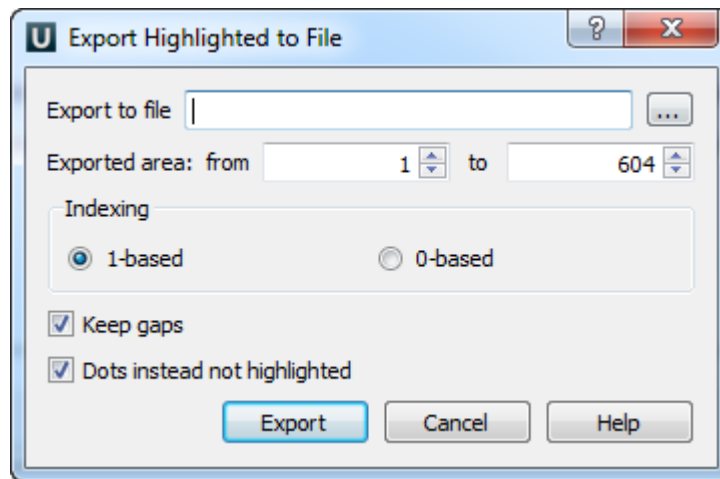 U Export Highlighted to File ? X
Export to file ...
Exported area: from 1 to 604
Indexing
1-based 0-based
Keep gaps
Dots instead not highlighted
Export Cancel Help